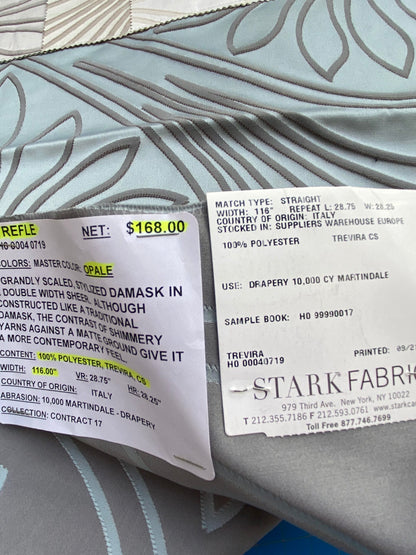 REFLE NET: $168.00
H0 0004 0719
COLORS: MASTER COLOR: OPALE
GRANDLY SCALED, STYLIZED DAMASK IN
A DOUBLE WIDTH SHEER. ALTHOUGH
CONSTRUCTED LIKE A TRADITIONAL
DAMASK, THE CONTRAST OF SHIMMERY
YARNS AGAINST A MATTE GROUND GIVE IT
A MORE CONTEMPORARY FEEL.
CONTENT: 100% POLYESTER, TREVIRA, CS
WIDTH:
116.00" VR: 28.75" HR: 28.25"
COUNTRY OF ORIGIN: ITALY
ABRASION: 10,000 MARTINDALE - DRAPERY
COLLECTION: CONTRACT 17
MATCH TYPE: STRAIGHT
WIDTH: 116" REPEAT L: 28.75 W: 28.25
COUNTRY OF ORIGIN: ITALY
STOCKED IN: SUPPLIERS WAREHOUSE EUROPE
100% POLYESTER TREVIRA CS
USE: DRAPERY 10,000 CY MARTINDALE
SAMPLE BOOK: H0 99990017
TREVIRA PRINTED: 09/2
H0 00040719
STARK FABRIC
979 Third Ave. New York, NY 10022
T 212.355.7186 F 212.593.0761 stark
Toll Free 877.746.7699